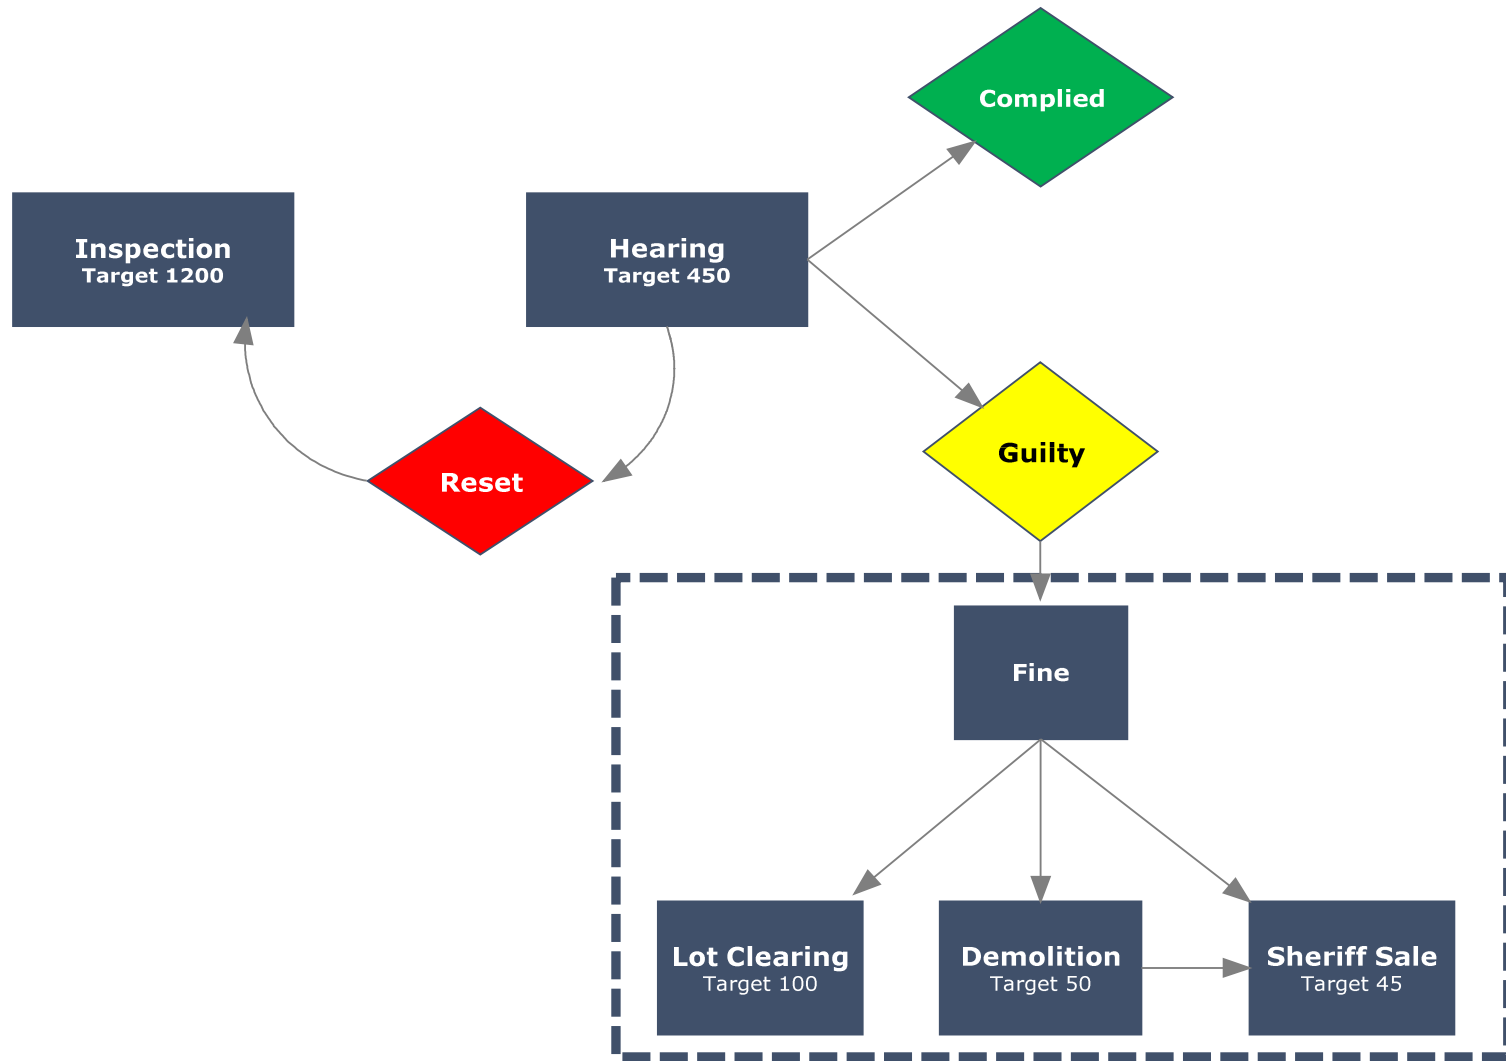 Complied
Inspection
Target 1200
Hearing
Target 450
Reset
Guilty
Fine
Lot Clearing
Target 100
Demolition
Target 50
Sheriff Sale
Target 45